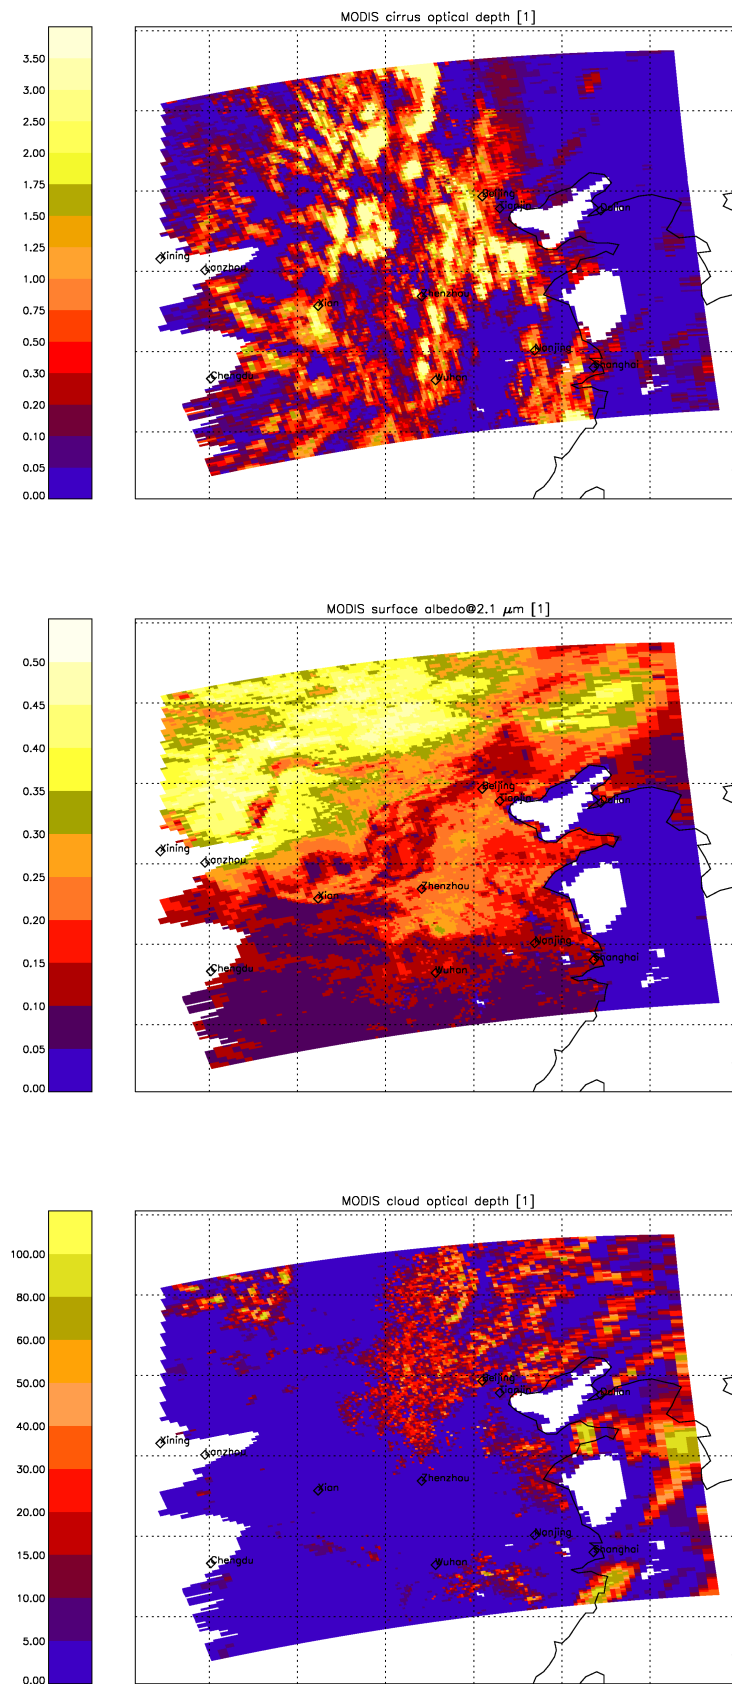 MODIS cirrus optical depth [1]
3.50
3.00
2.50
2.00
1.75
1.50
1.25
1.00
0.75
0.50
0.30
0.20
0.10
0.05
0.00
Beijing
Tianjin
Dalian
Xining
Lanzhou
Xian
Zhenzhou
Nanjing
Shanghai
Chengdu
Wuhan
MODIS surface albedo@2.1 μm [1]
0.50
0.45
0.40
0.35
0.30
0.25
0.20
0.15
0.10
0.05
0.00
Beijing
Tianjin
Dalian
Xining
Lanzhou
Xian
Zhenzhou
Nanjing
Shanghai
Chengdu
Wuhan
MODIS cloud optical depth [1]
100.00
80.00
60.00
50.00
40.00
30.00
20.00
15.00
10.00
5.00
0.00
Beijing
Tianjin
Dalian
Xining
Lanzhou
Xian
Zhenzhou
Nanjing
Shanghai
Chengdu
Wuhan